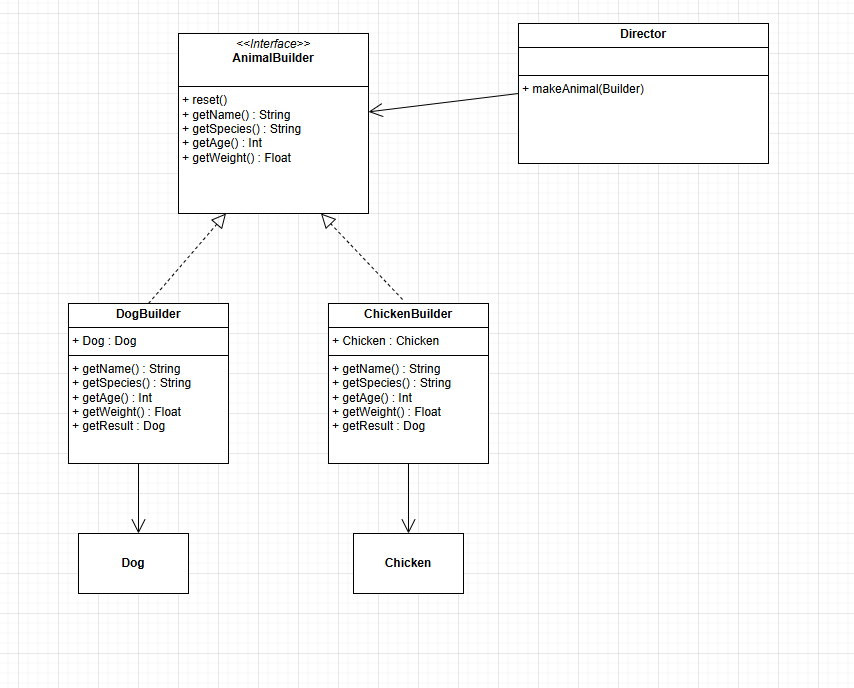 <<Interface>>
AnimalBuilder
+ reset()
+ getName() : String
+ getSpecies() : String
+ getAge() : Int
+ getWeight() : Float
Director
+ makeAnimal(Builder)
DogBuilder
+ Dog : Dog
+ getName() : String
+ getSpecies() : String
+ getAge() : Int
+ getWeight() : Float
+ getResult : Dog
ChickenBuilder
+ Chicken : Chicken
+ getName() : String
+ getSpecies() : String
+ getAge() : Int
+ getWeight() : Float
+ getResult : Dog
Dog
Chicken